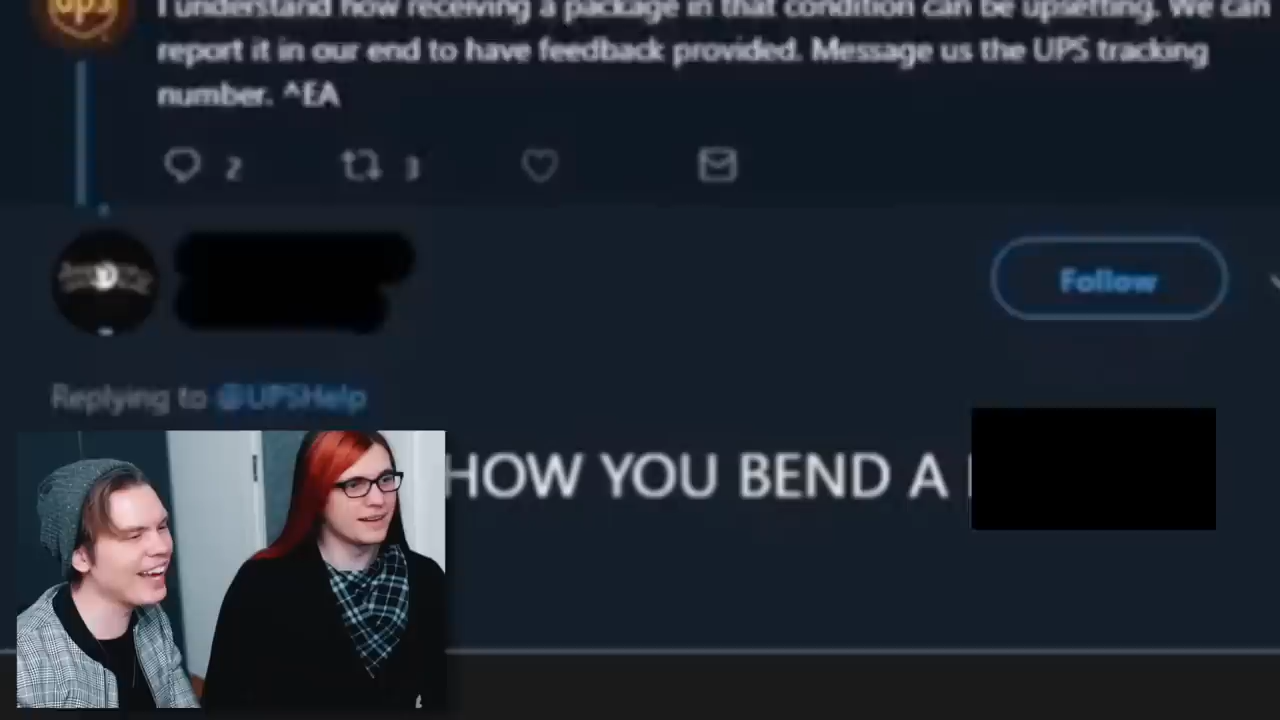 ups
I understand how receiving a package in that condition can be upsetting. We can
report it in our end to have feedback provided. Message us the UPS tracking
number. ^EA
2 3
Follow
Replying to @UPSHelp
HOW YOU BEND A